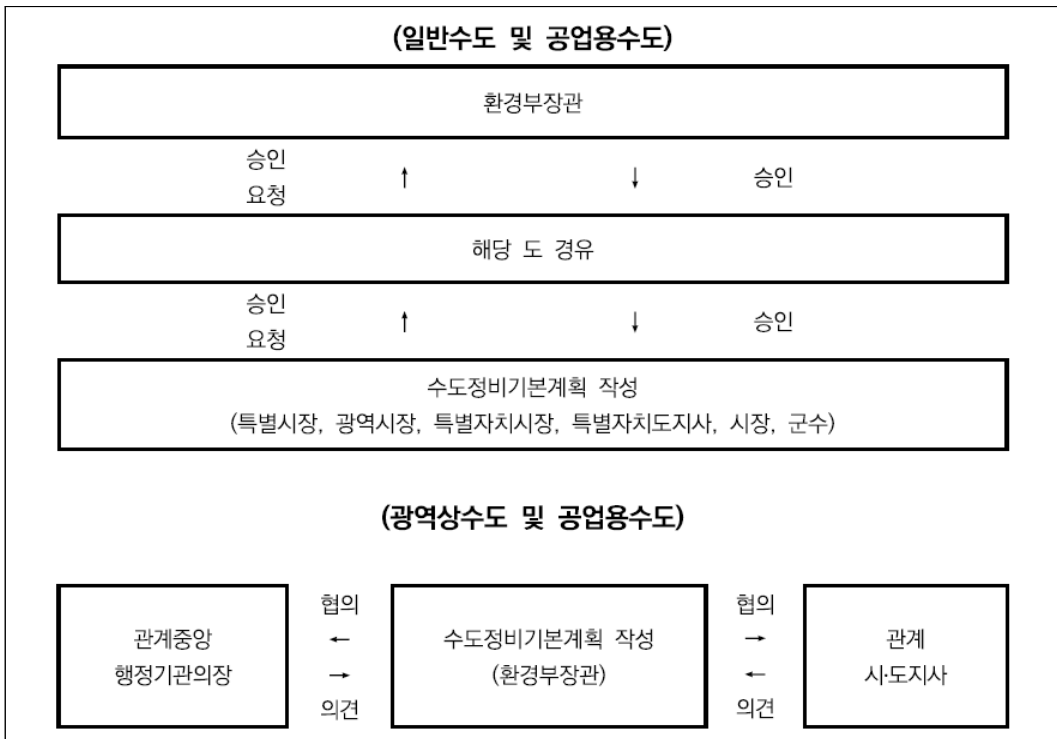 (일반수도 및 공업용수도)
환경부장관
승인
요청
↑
↓
승인
해당 도 경유
승인
요청
↑
↓
승인
수도정비기본계획 작성
(특별시장, 광역시장, 특별자치시장, 특별자치도지사, 시장, 군수)
(광역상수도 및 공업용수도)
관계중앙
행정기관의장
협의
←
→
의견
수도정비기본계획 작성
(환경부장관)
협의
→
←
의견
관계
시·도지사